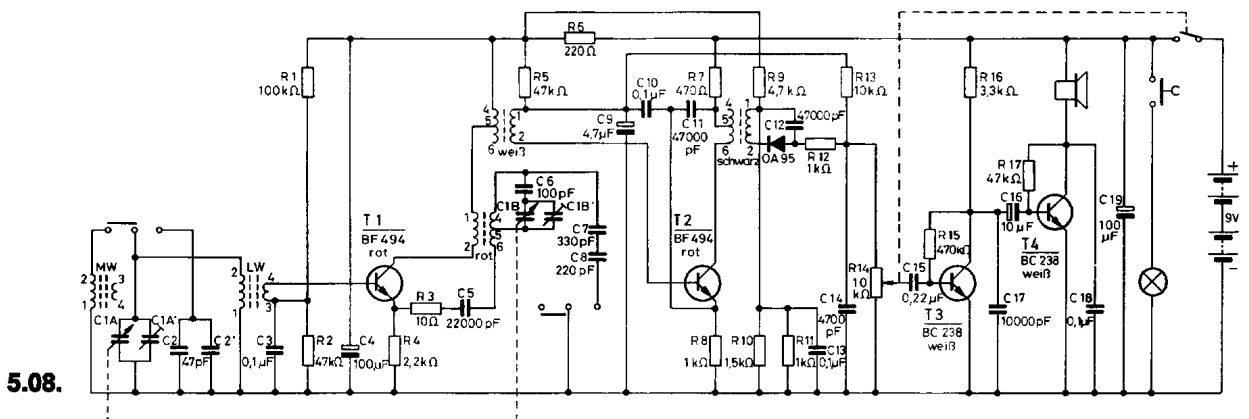 5.08.
MW
2
3
1
4
C1A
C1A'
C2
47pF
C2'
LW
2
4
1
3
C3
0,1µF
R1
100kΩ
R2
47kΩ
C4
100µF
T1
BF 494
rot
R3
10Ω
R4
2,2kΩ
C5
22000pF
1
2
4
5
6
rot
C6
100pF
C1B
C1B'
C7
330pF
C8
220pF
R5
47kΩ
R6
220Ω
4
5
6
1
2
weiß
C9
4,7µF
C10
0,1µF
C11
47000
pF
R7
470Ω
4
5
6
1
2
schwarz
T2
BF 494
rot
R8
1kΩ
R9
4,7kΩ
C12
47000pF
OA95
R12
1kΩ
R13
10kΩ
R10
1,5kΩ
R11
1kΩ
C13
0,1µF
C14
4700
pF
R14
10
kΩ
C15
0,22µF
R15
470kΩ
T3
BC 238
weiß
R16
3,3kΩ
C16
10µF
R17
47kΩ
T4
BC 238
weiß
C17
10000pF
C18
0,1µF
C19
100
µF
C
+
9V
-